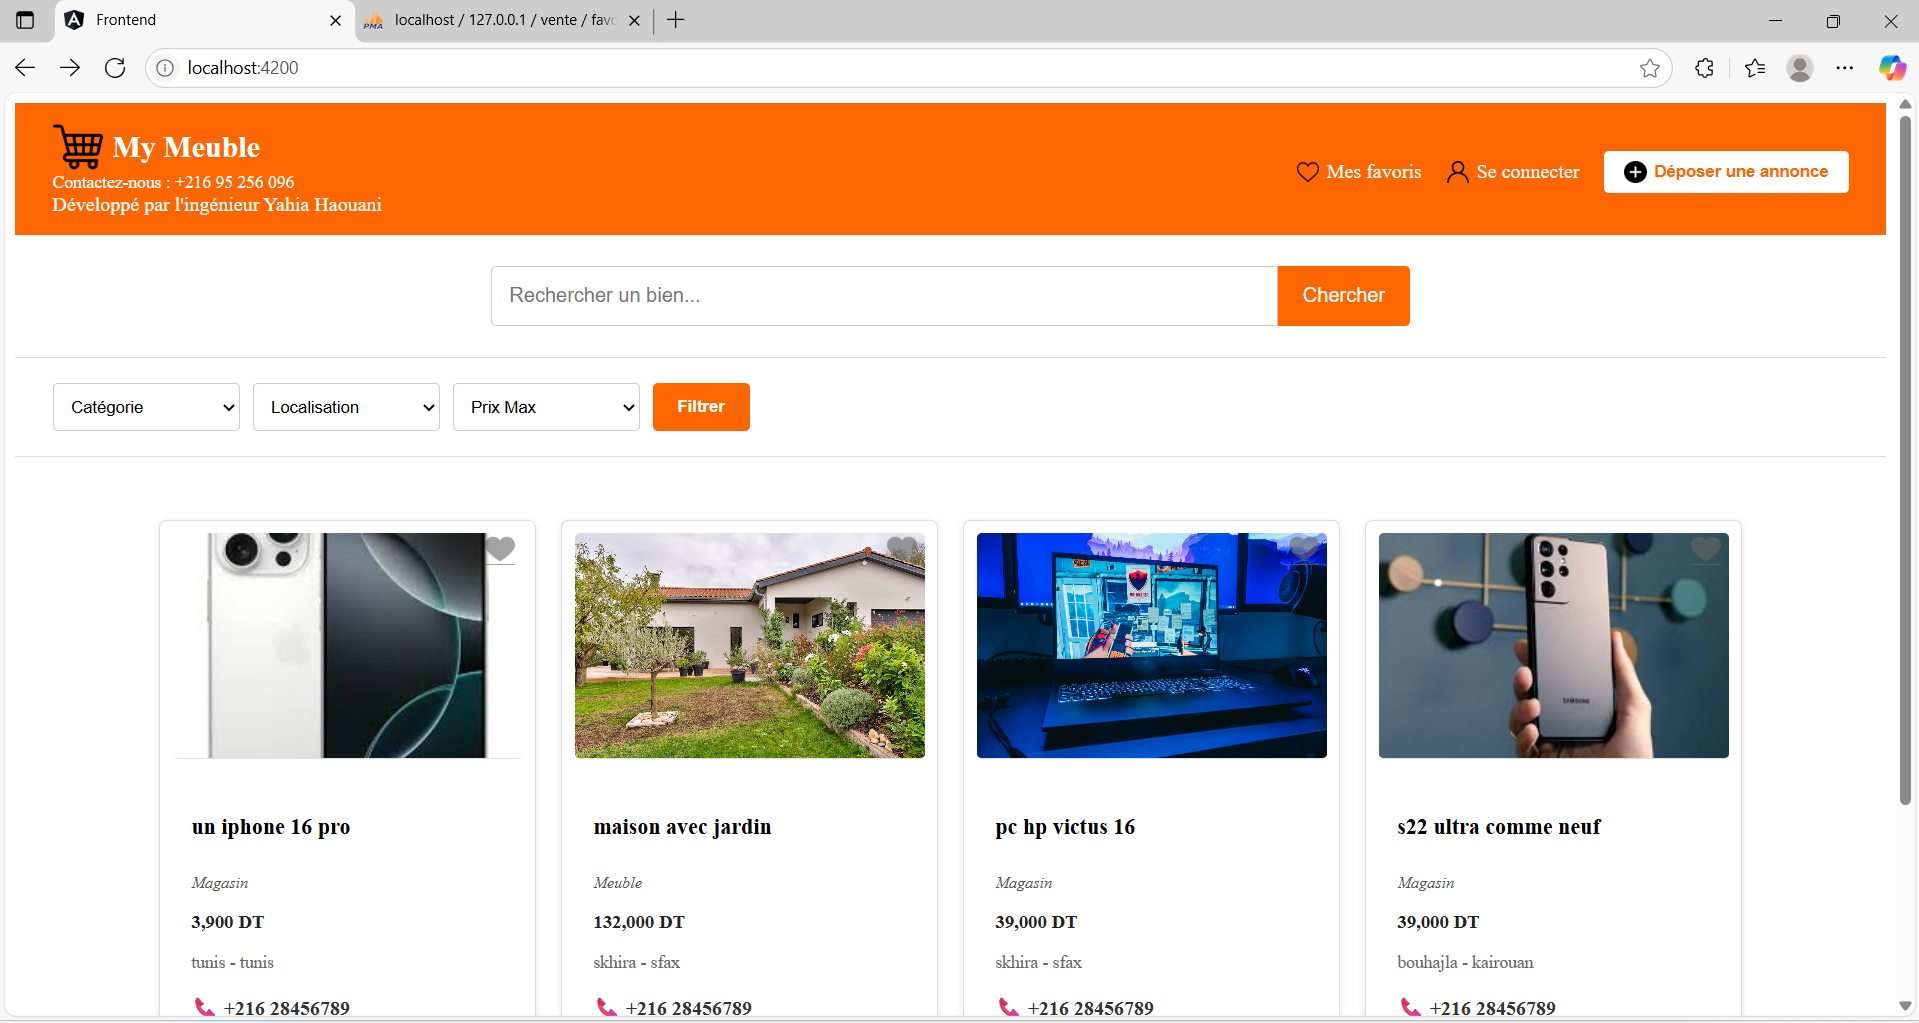 Frontend
localhost / 127.0.0.1 / vente / favo
localhost:4200
My Meuble
Contactez-nous : +216 95 256 096
Développé par l'ingénieur Yahia Haouani
Mes favoris
Se connecter
Déposer une annonce
Rechercher un bien...
Chercher
Catégorie
Localisation
Prix Max
Filtrer
SAMSUNG
un iphone 16 pro
maison avec jardin
pc hp victus 16
s22 ultra comme neuf
Magasin
Meuble
Magasin
Magasin
3,900 DT
132,000 DT
39,000 DT
39,000 DT
tunis - tunis
skhira - sfax
skhira - sfax
bouhajla - kairouan
+216 28456789
+216 28456789
+216 28456789
+216 28456789